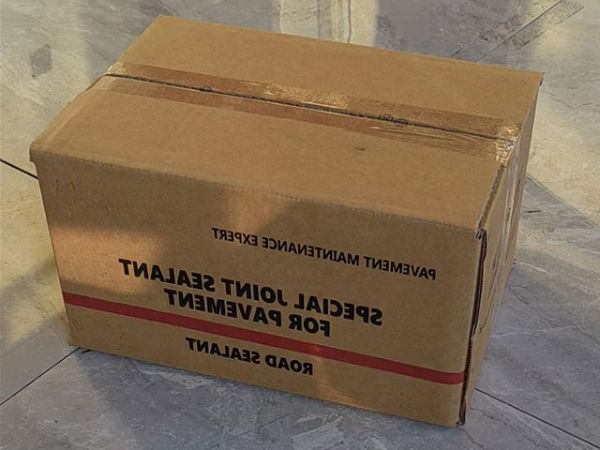 PAVEMENT MAINTENANCE EXPERT
SPECIAL JOINT SEALANT
FOR PAVEMENT
ROAD SEALANT